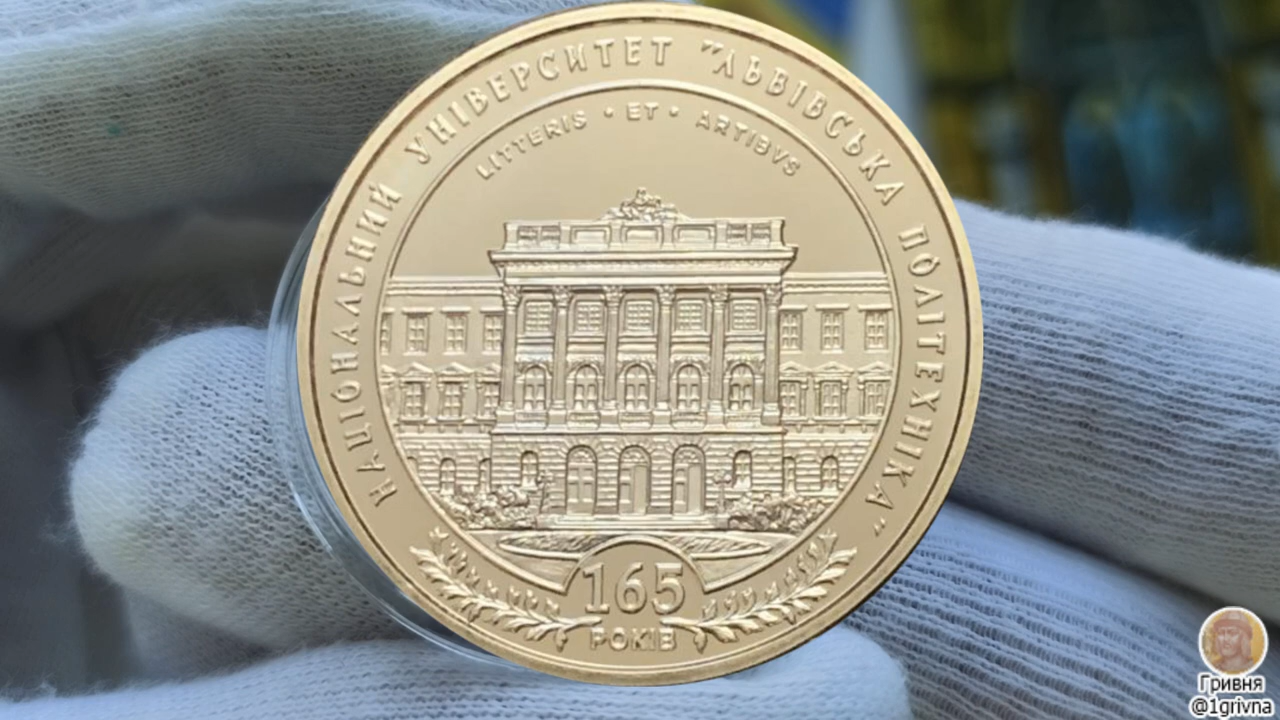 НАЦІОНАЛЬНИЙ УНІВЕРСИТЕТ "ЛЬВІВСЬКА ПОЛІТЕХНІКА"
LITTERIS · ET · ARTIBVS
165
РОКІВ
Гривня
@1grivna